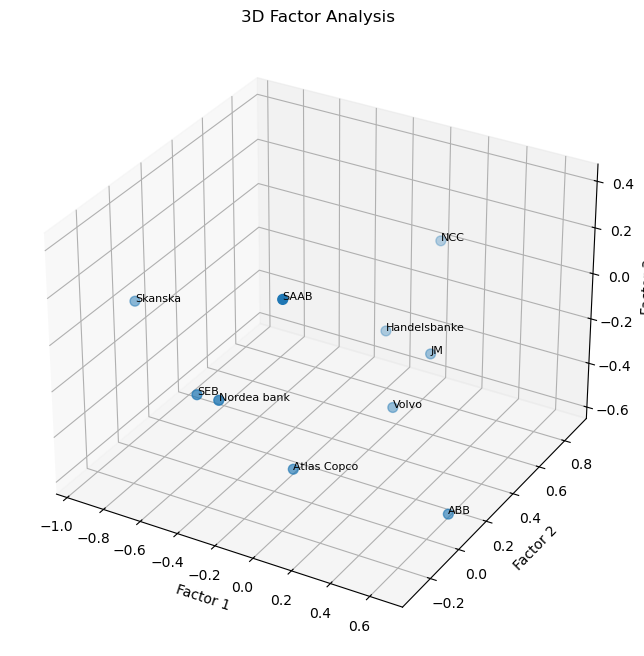 3D Factor Analysis
0.4
NCC
0.2
0.0
Skanska
SAAB
−0.2
Handelsbanke
JM
−0.4
SEB
Nordea bank
Volvo
−0.6
0.8
Atlas Copco
0.6
ABB
0.4
−1.0
−0.8
0.2
−0.6
Factor 2
−0.4
0.0
−0.2
0.0
−0.2
Factor 1
0.2
0.4
0.6